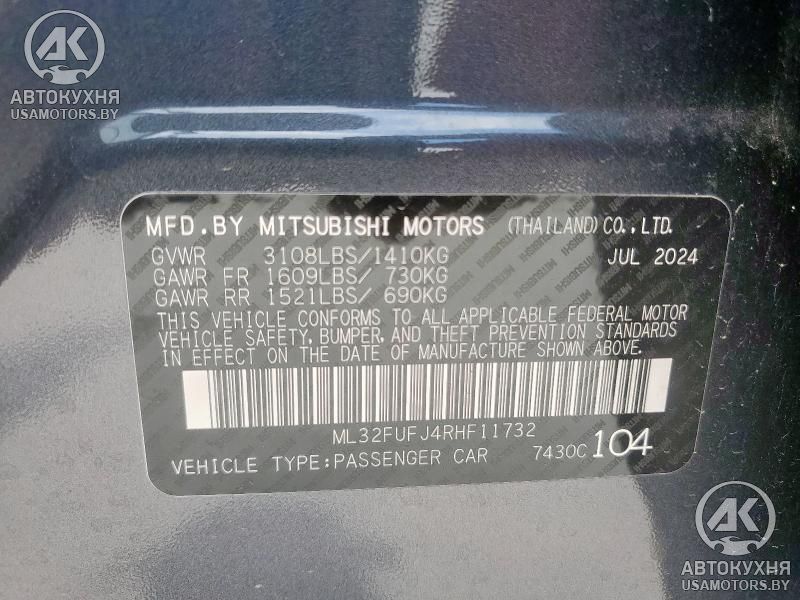 АК
АВТОКУХНЯ
USAMOTORS.BY
MFD.BY MITSUBISHI MOTORS (THAILAND)CO.,LTD.
GVWR 3108LBS/1410KG JUL 2024
GAWR FR 1609LBS/ 730KG
GAWR RR 1521LBS/ 690KG
THIS VEHICLE CONFORMS TO ALL APPLICABLE FEDERAL MOTOR
VEHICLE SAFETY, BUMPER, AND THEFT PREVENTION STANDARDS
IN EFFECT ON THE DATE OF MANUFACTURE SHOWN ABOVE.
ML32FUFJ4RHF11732
VEHICLE TYPE:PASSENGER CAR 7430C 104
АК
АВТОКУХНЯ
USAMOTORS.BY